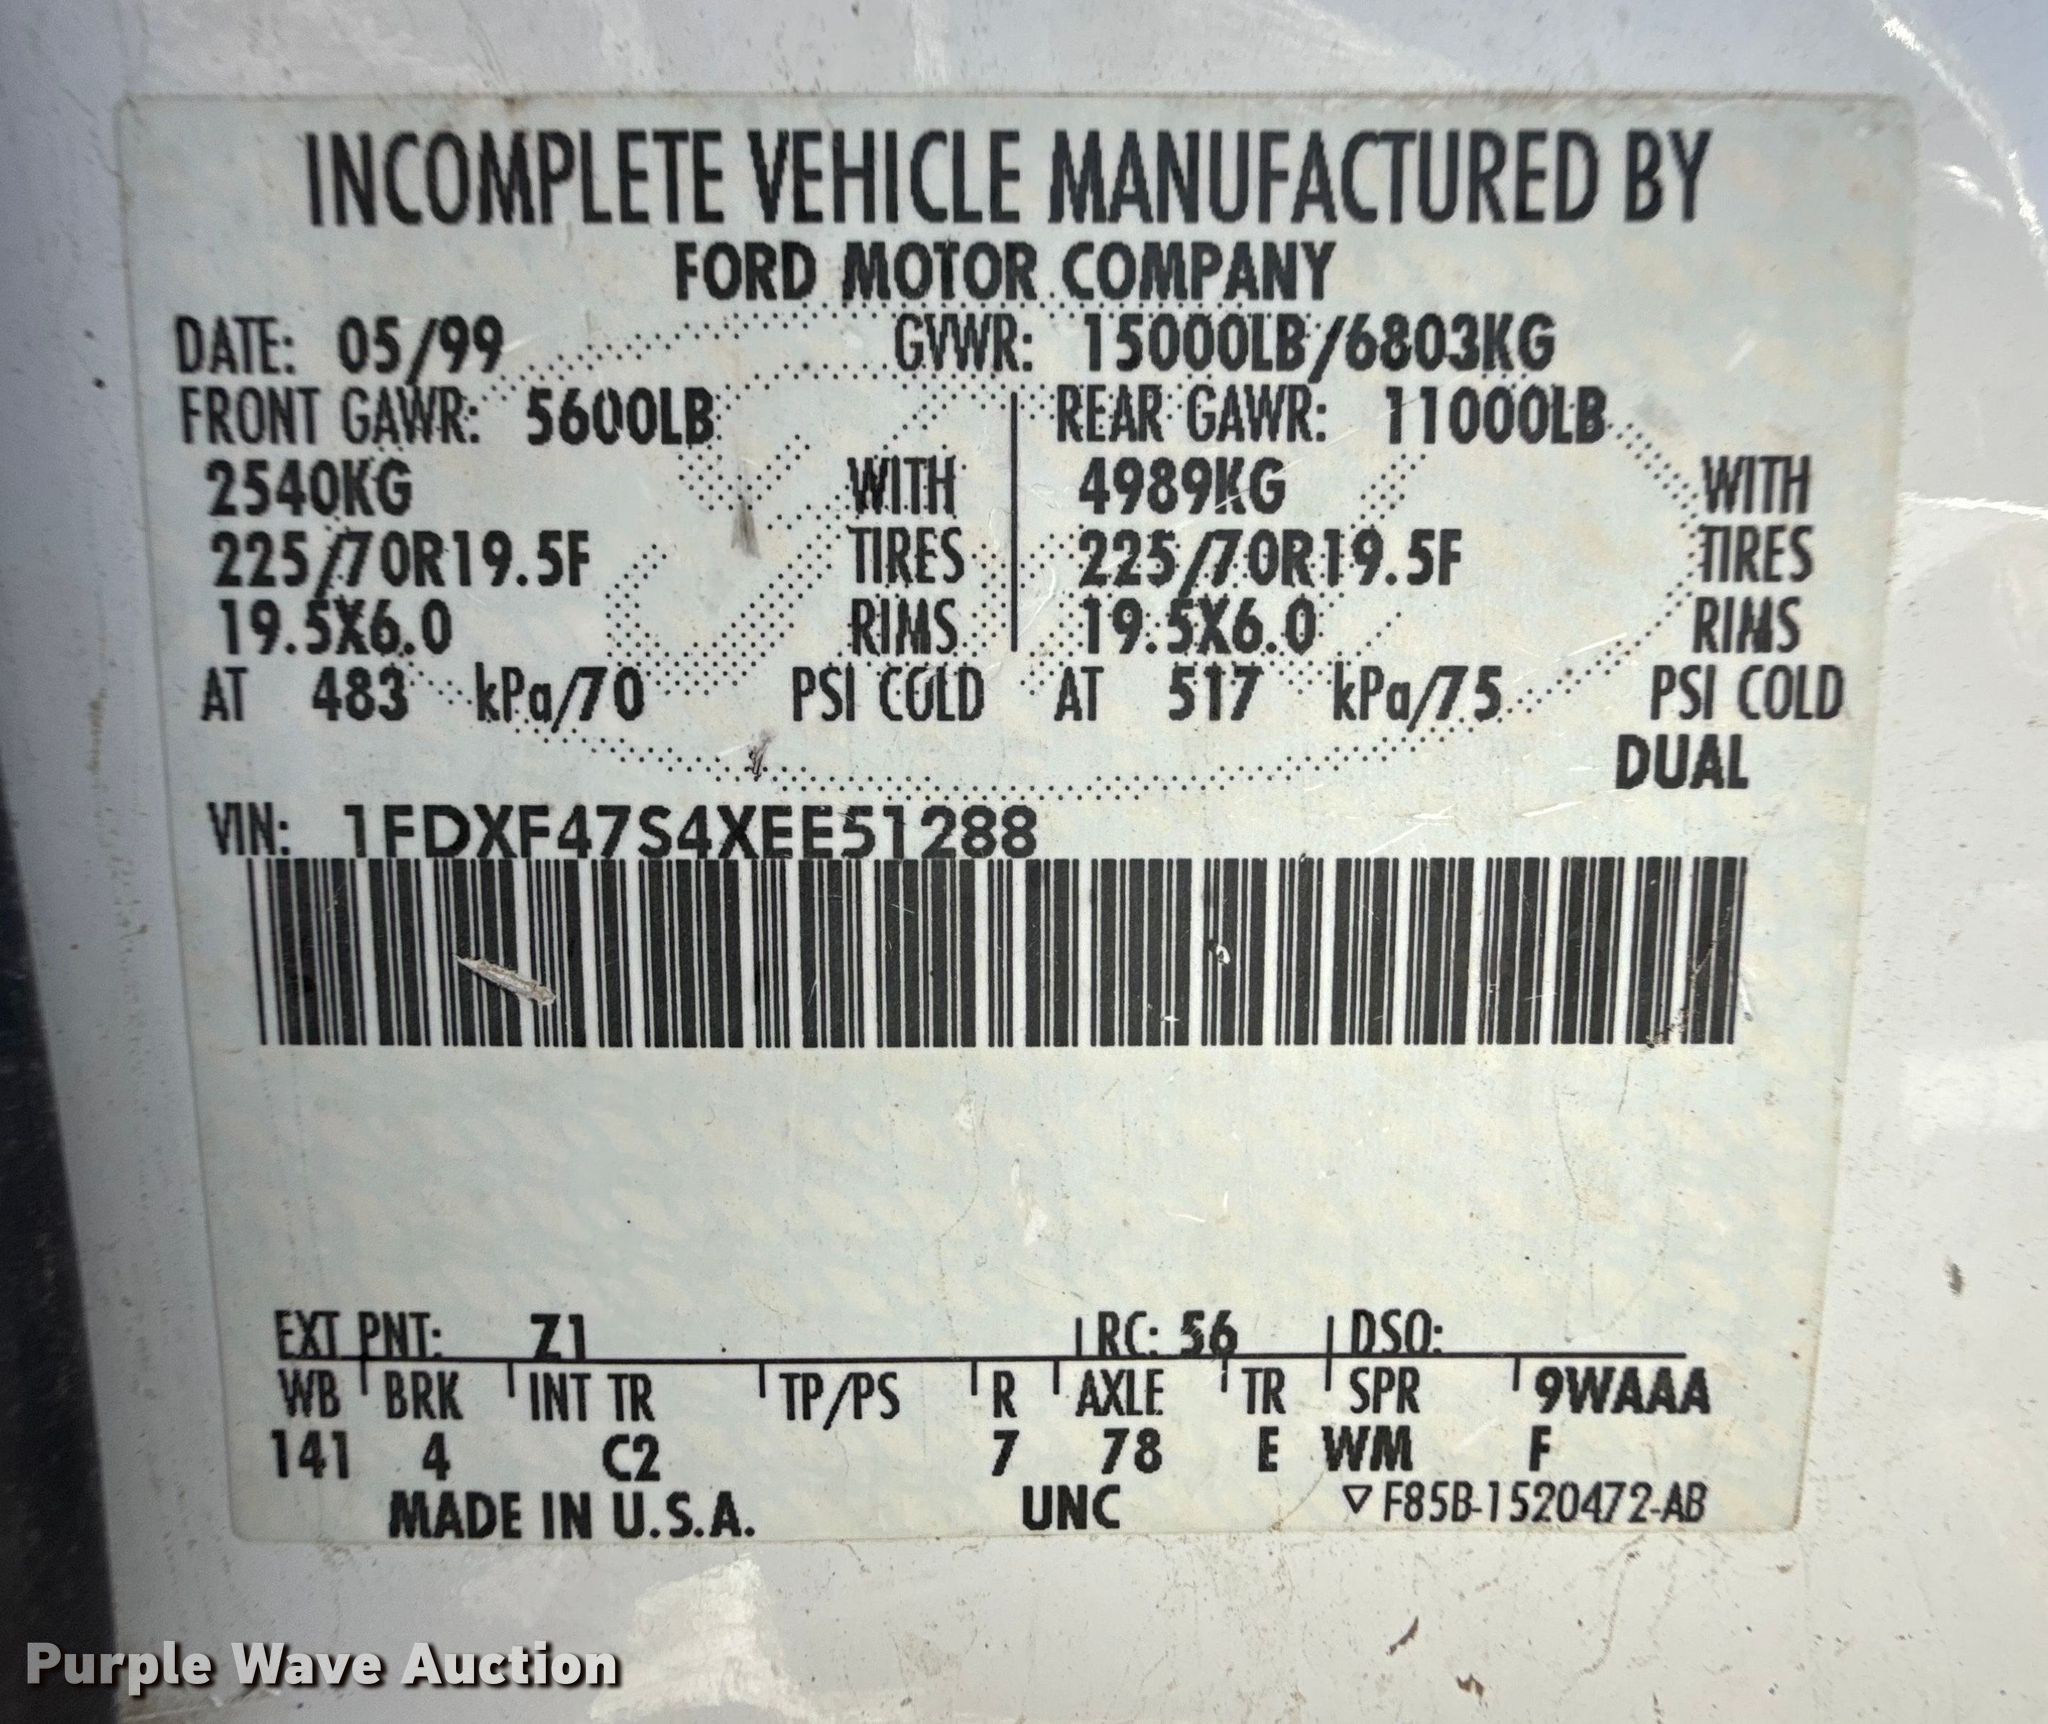 INCOMPLETE VEHICLE MANUFACTURED BY
FORD MOTOR COMPANY
DATE: 05/99 GVWR: 15000LB/6803KG
FRONT GAWR: 5600LB REAR GAWR: 11000LB
2540KG WITH 4989KG WITH
225/70R19.5F TIRES 225/70R19.5F TIRES
19.5X6.0 RIMS 19.5X6.0 RIMS
AT 483 kPa/70 PSI COLD AT 517 kPa/75 PSI COLD
DUAL
VIN: 1FDXF47S4XEE51288
EXT PNT: Z1 RC: 56 DSO:
WB BRK INT TR TP/PS R AXLE TR SPR 9WAAA
141 4 C2 7 78 E WM F
MADE IN U.S.A. UNC ▽ F85B-1520472-AB
Purple Wave Auction